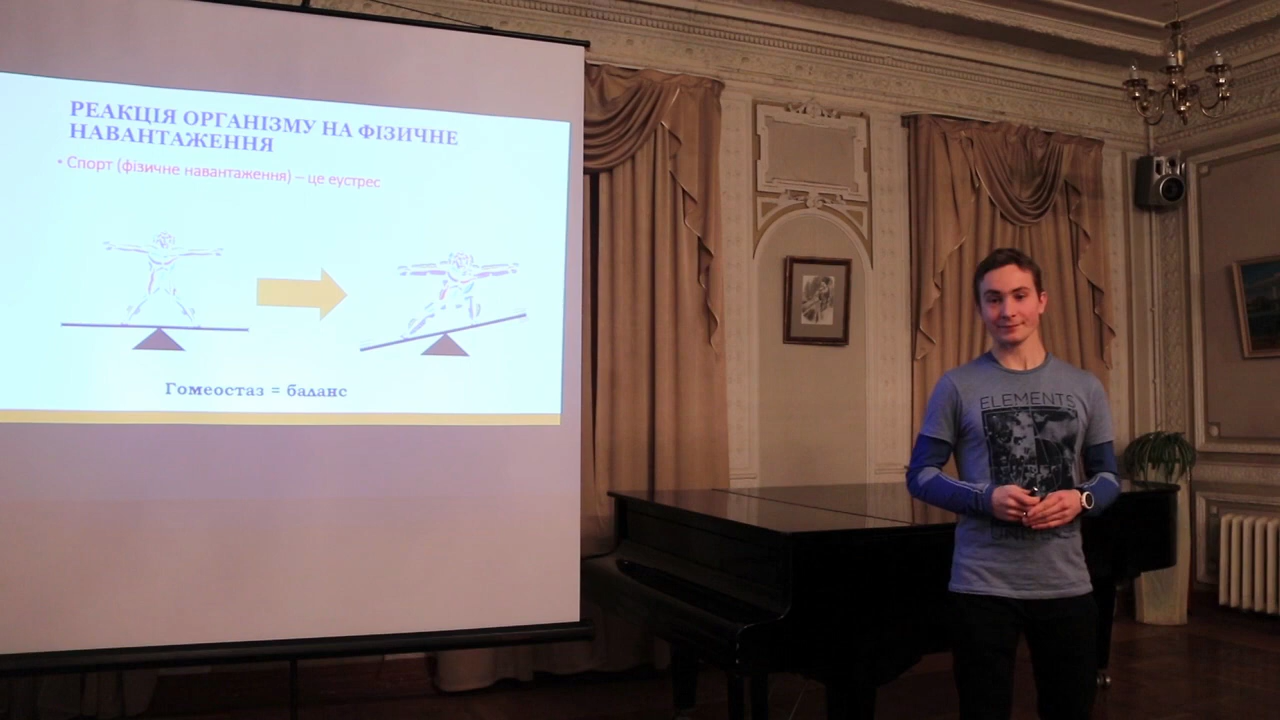 РЕАКЦІЯ ОРГАНІЗМУ НА ФІЗИЧНЕ
НАВАНТАЖЕННЯ
• Спорт (фізичне навантаження) – це еустрес
Гомеостаз = баланс
ELEMENTS